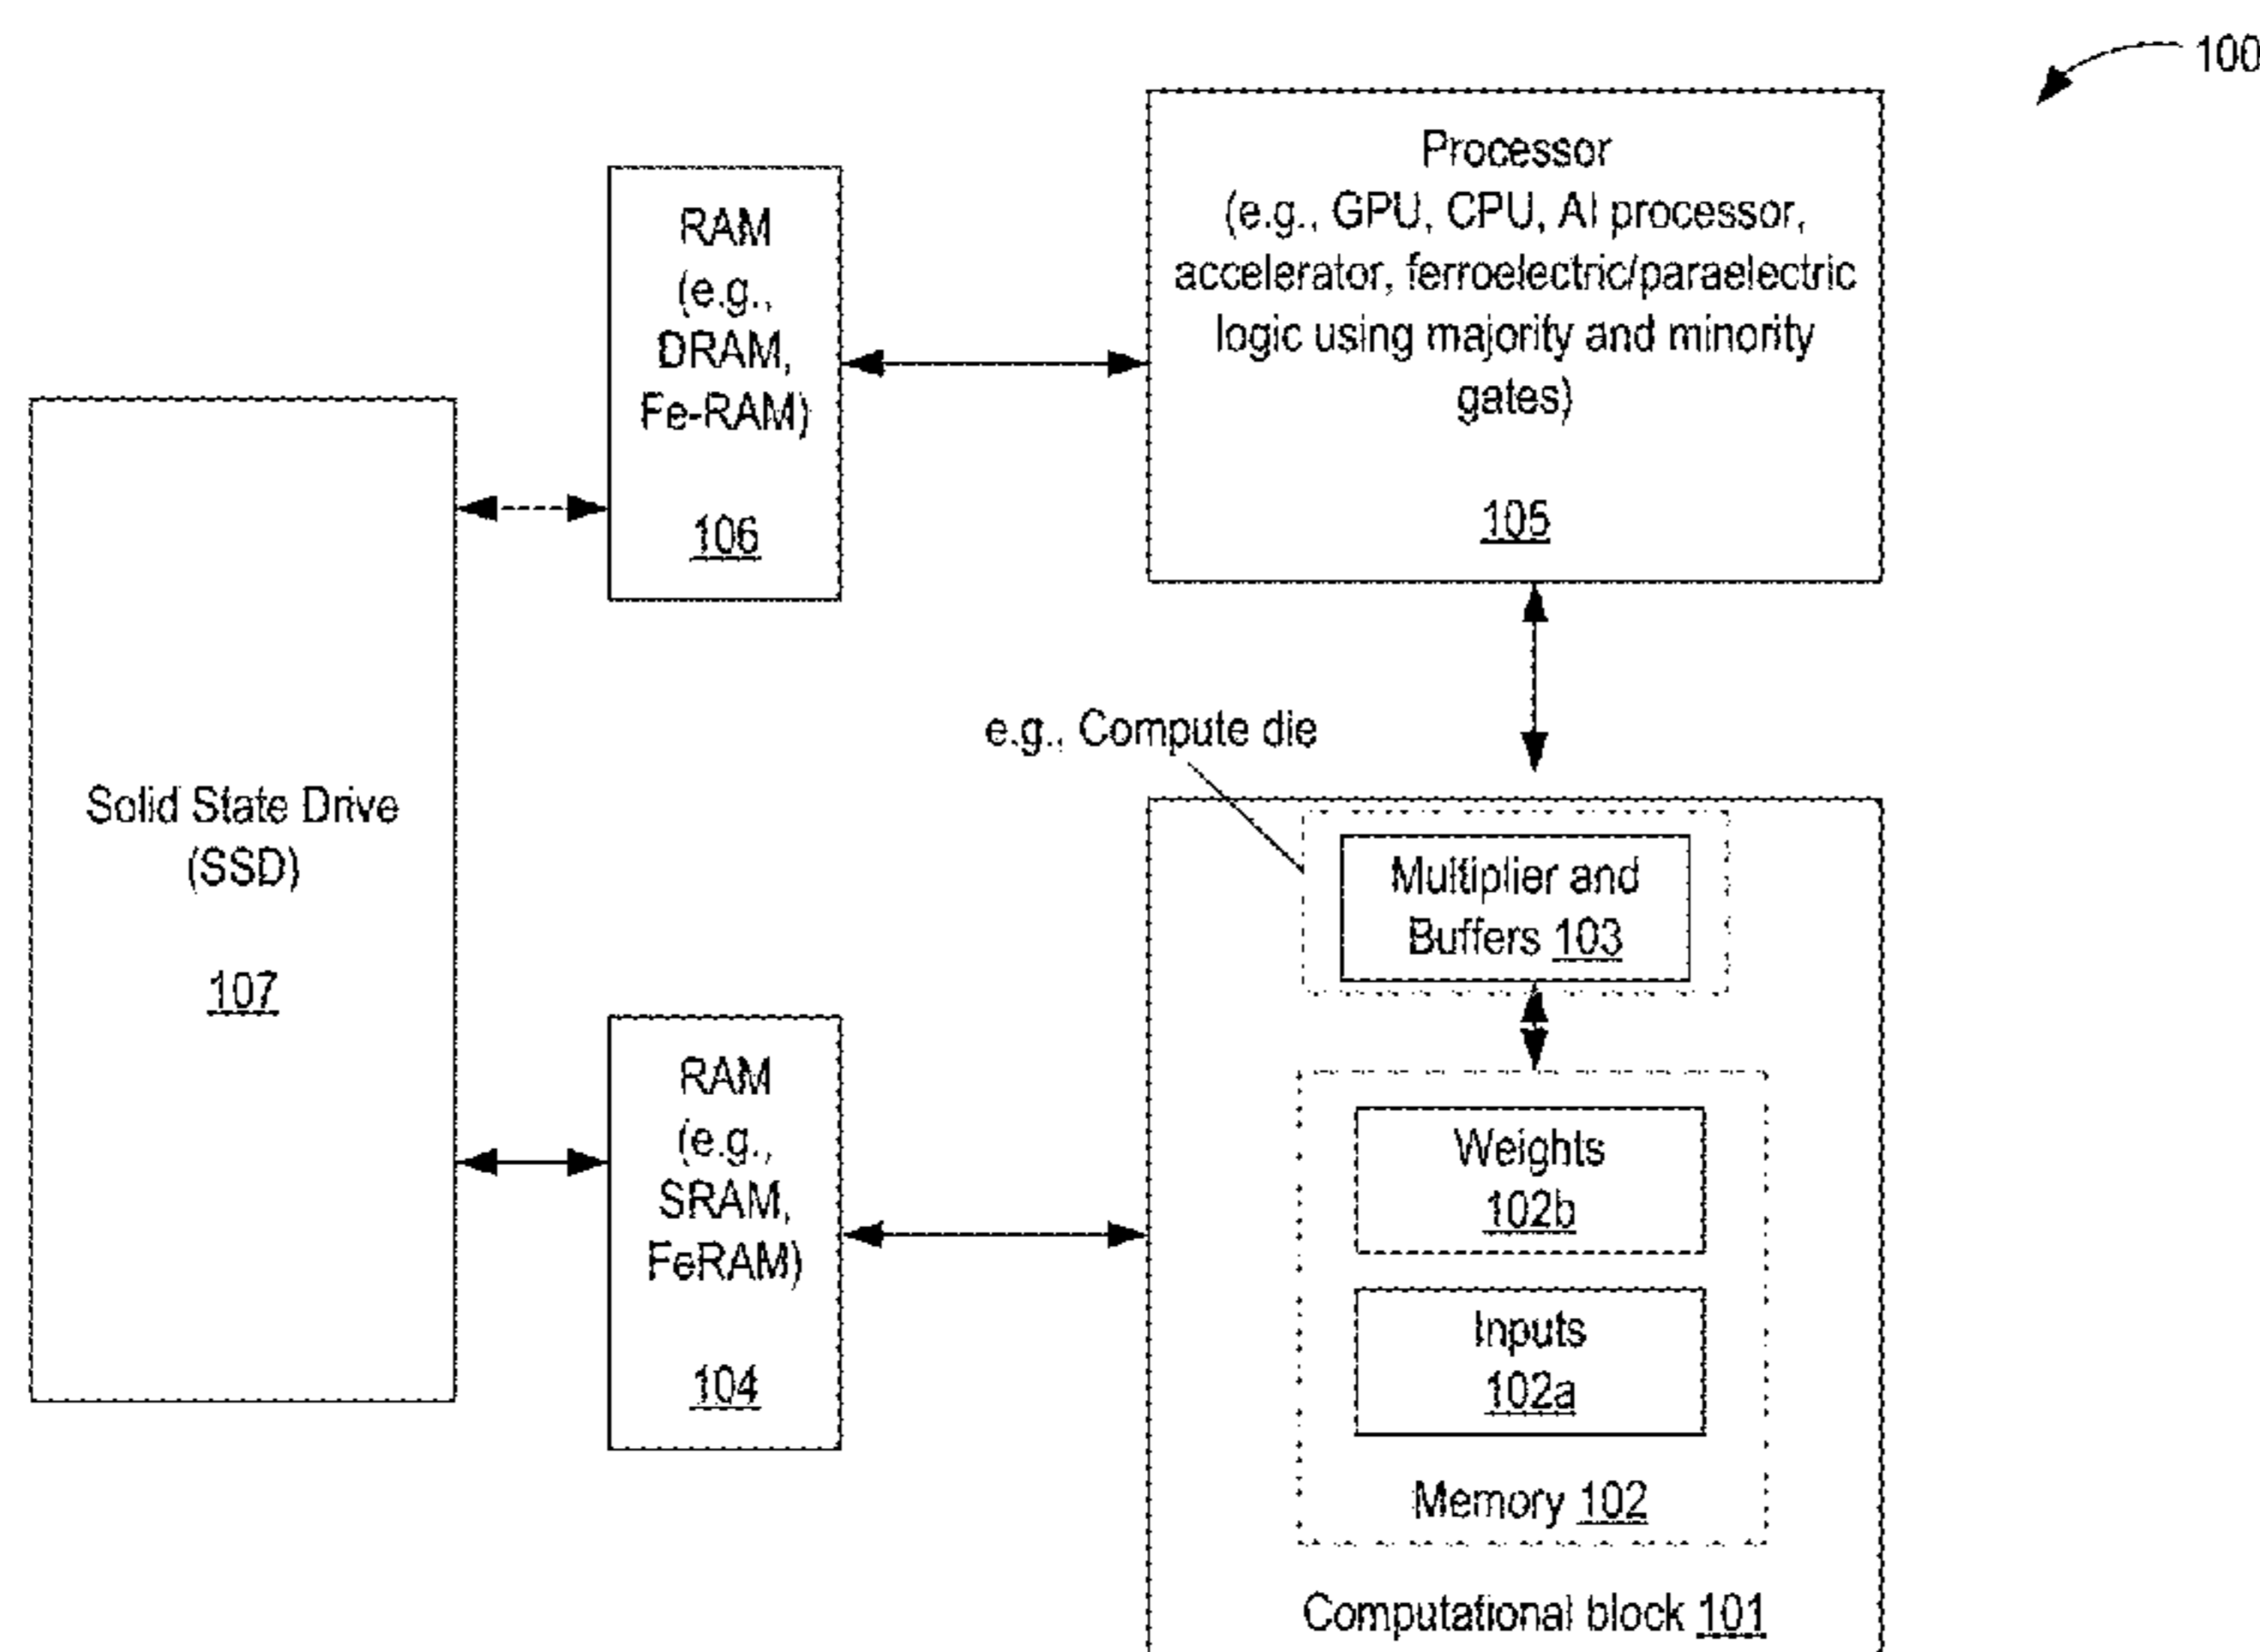 100
Processor
(e.g., GPU, CPU, AI processor,
accelerator, ferroelectric/paraelectric
logic using majority and minority
gates)
105
RAM
(e.g.,
DRAM,
Fe-RAM)
106
Solid State Drive
(SSD)
107
e.g., Compute die
Multiplier and
Buffers 103
RAM
(e.g.,
SRAM,
FeRAM)
104
Weights
102b
Inputs
102a
Memory 102
Computational block 101